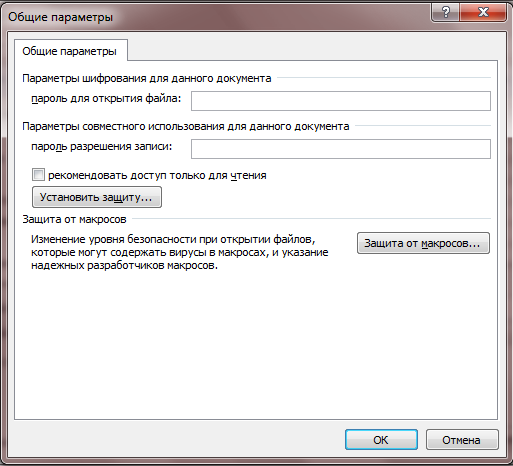 Общие параметры
?
Общие параметры
Параметры шифрования для данного документа
пароль для открытия файла:
Параметры совместного использования для данного документа
пароль разрешения записи:
рекомендовать доступ только для чтения
Установить защиту...
Защита от макросов
Изменение уровня безопасности при открытии файлов,
которые могут содержать вирусы в макросах, и указание
надежных разработчиков макросов.
Защита от макросов...
ОК
Отмена